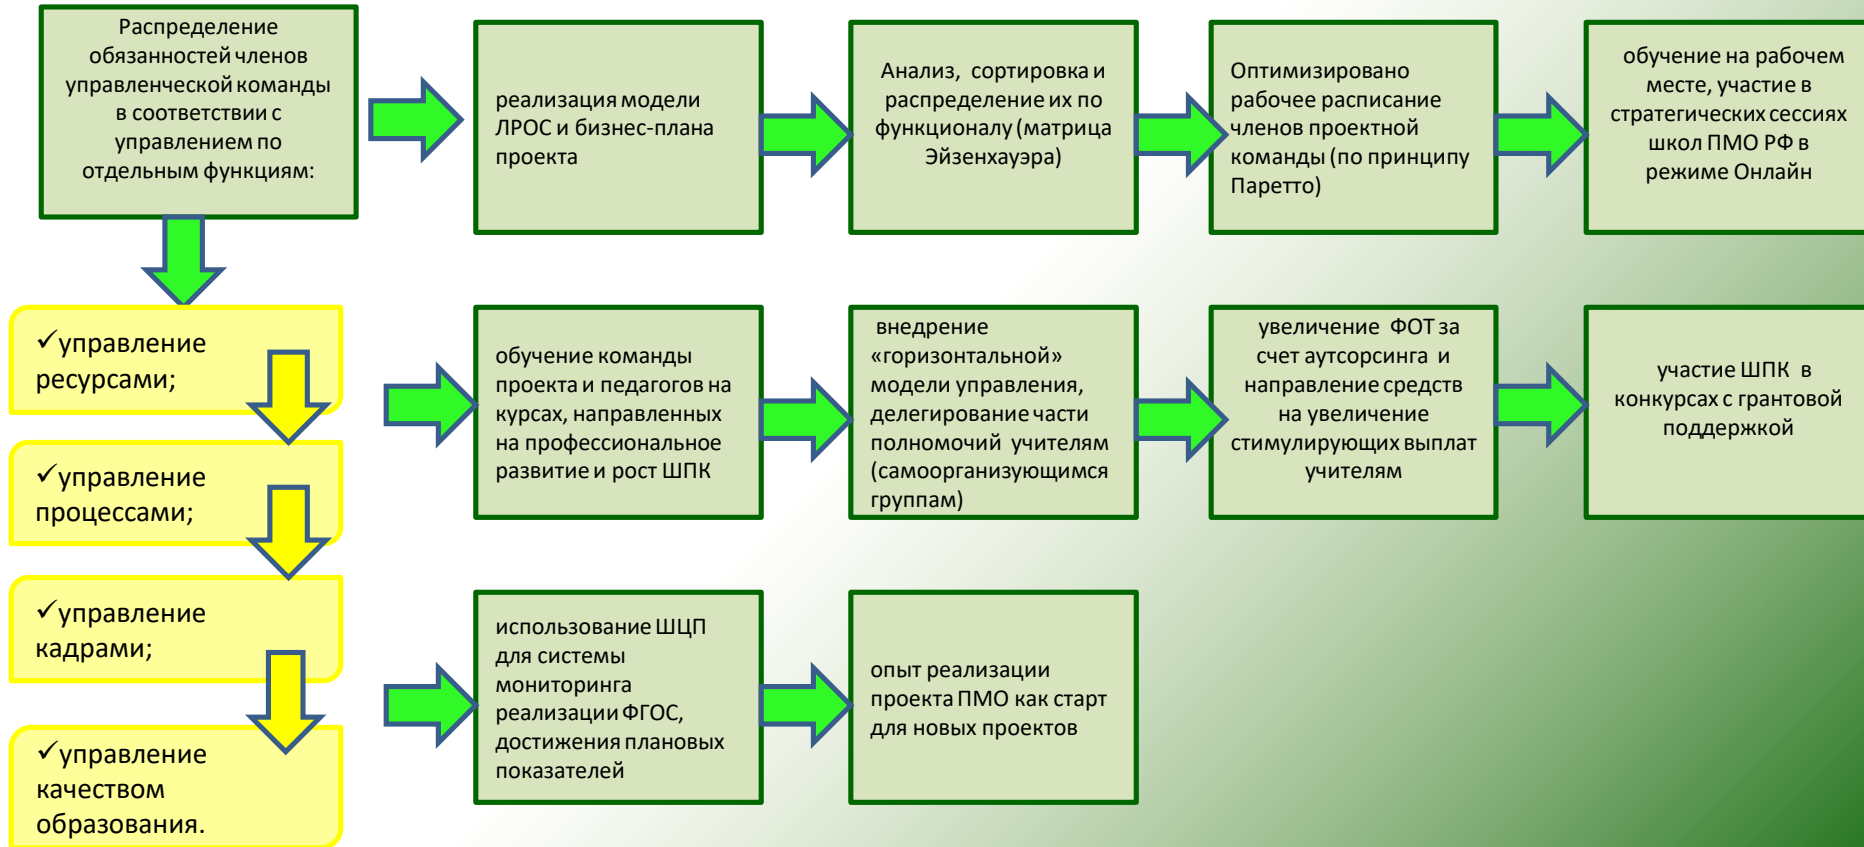 Распределение
обязанностей членов
управленческой команды
в соответствии с
управлением по
отдельным функциям:
реализация модели
ЛРОС и бизнес-плана
проекта
Анализ, сортировка и
распределение их по
функционалу (матрица
Эйзенхауэра)
Оптимизировано
рабочее расписание
членов проектной
команды (по принципу
Паретто)
обучение на рабочем
месте, участие в
стратегических сессиях
школ ПМО РФ в
режиме Онлайн
✓управление
ресурсами;
✓управление
процессами;
✓управление
кадрами;
✓управление
качеством
образования.
обучение команды
проекта и педагогов на
курсах, направленных
на профессиональное
развитие и рост ШПК
внедрение
«горизонтальной»
модели управления,
делегирование части
полномочий учителям
(самоорганизующимся
группам)
увеличение ФОТ за
счет аутсорсинга и
направление средств
на увеличение
стимулирующих выплат
учителям
участие ШПК в
конкурсах с грантовой
поддержкой
использование ШЦП
для системы
мониторинга
реализации ФГОС,
достижения плановых
показателей
опыт реализации
проекта ПМО как старт
для новых проектов